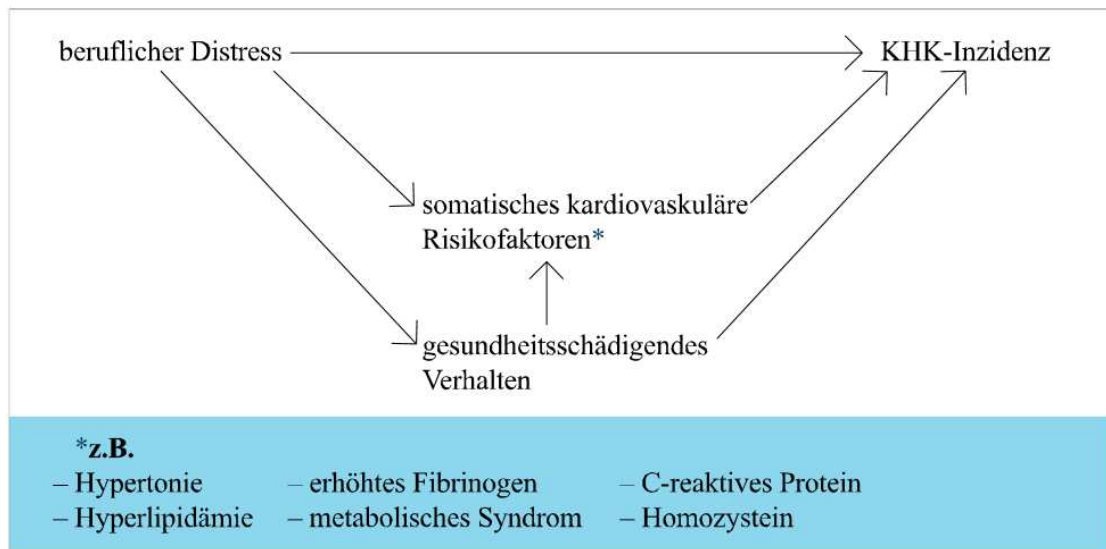 beruflicher Distress KHK-Inzidenz
somatisches kardiovaskuläre
Risikofaktoren*
gesundheitsschädigendes
Verhalten
*z.B.
– Hypertonie – erhöhtes Fibrinogen – C-reaktives Protein
– Hyperlipidämie – metabolisches Syndrom – Homozystein